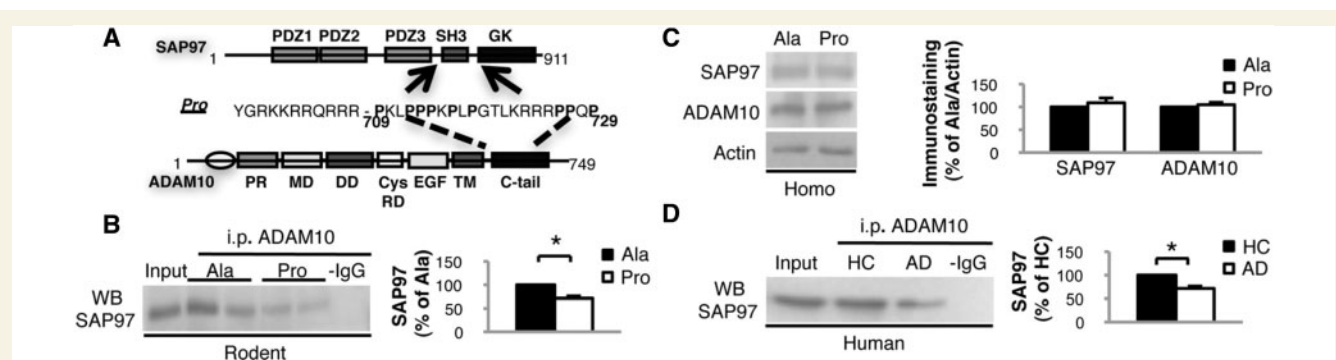 A
SAP97
1
PDZ1 PDZ2 PDZ3 SH3 GK
911
Pro
YGRKKRRQRRR - PKLPPPKPLPGTLKRRRPPQP
709
729
1
749
ADAM10
PR MD DD Cys RD EGF TM C-tail
B
i.p. ADAM10
Input Ala Pro -IgG
WB
SAP97
Rodent
SAP97
(% of Ala)
150
100
50
0
*
Ala
Pro
C
Ala Pro
SAP97
ADAM10
Actin
Homo
Immunostaining
(% of Ala/Actin)
150
100
50
0
SAP97 ADAM10
Ala
Pro
D
i.p. ADAM10
Input HC AD -IgG
WB
SAP97
Human
SAP97
(% of HC)
150
100
50
0
*
HC
AD